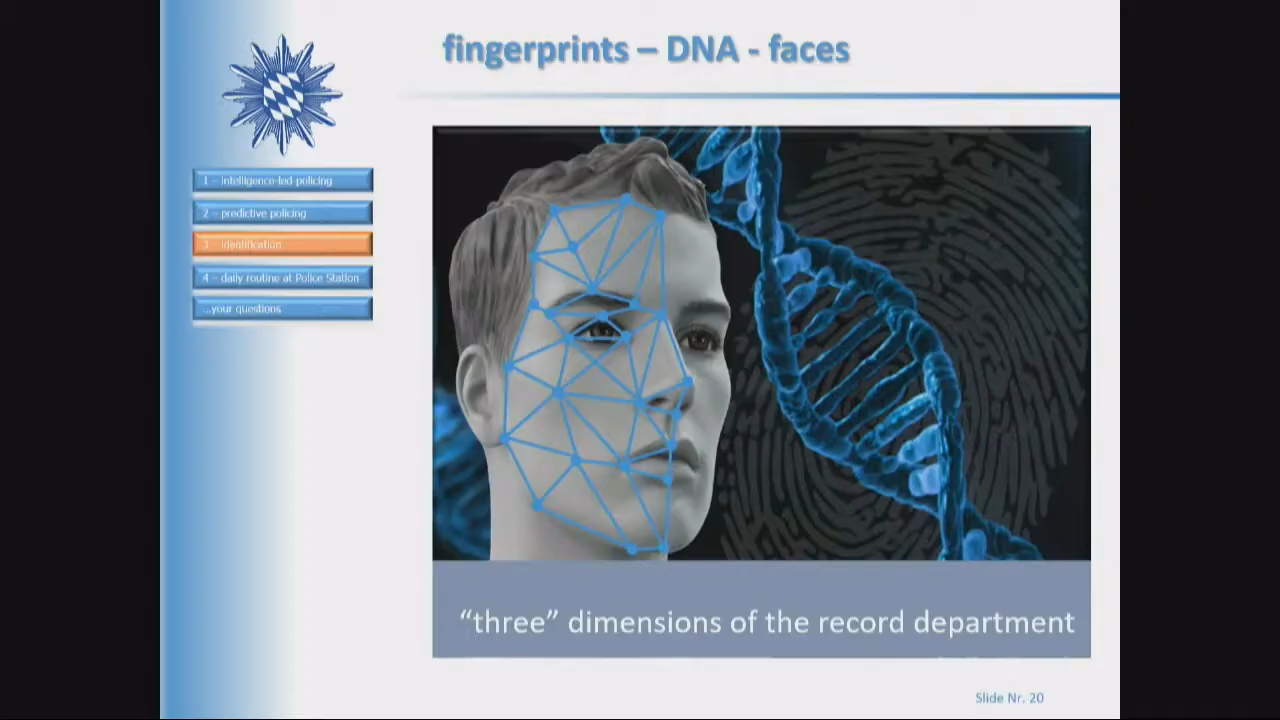 fingerprints – DNA - faces
1 – intelligence-led policing
2 – predictive policing
3 – identification
4 – daily routine at Police Station
...your questions
“three” dimensions of the record department
Slide Nr. 20